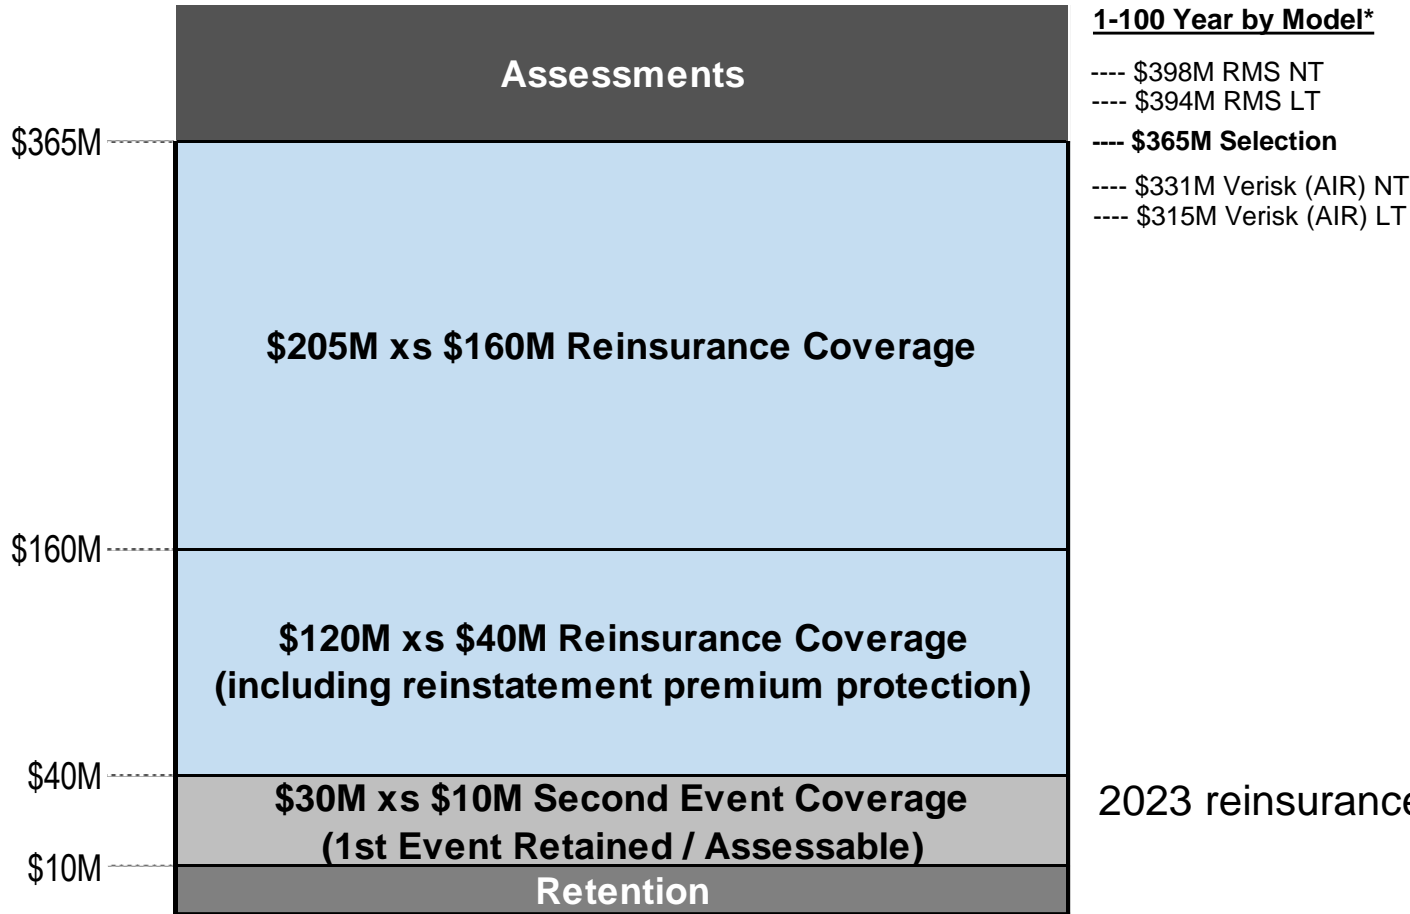 Assessments
1-100 Year by Model*
---- $398M RMS NT
---- $394M RMS LT
$365M
---- $365M Selection
---- $331M Verisk (AIR) NT
---- $315M Verisk (AIR) LT
$205M xs $160M Reinsurance Coverage
$160M
$120M xs $40M Reinsurance Coverage
(including reinstatement premium protection)
$40M
$30M xs $10M Second Event Coverage
(1st Event Retained / Assessable)
2023 reinsurance
$10M
Retention